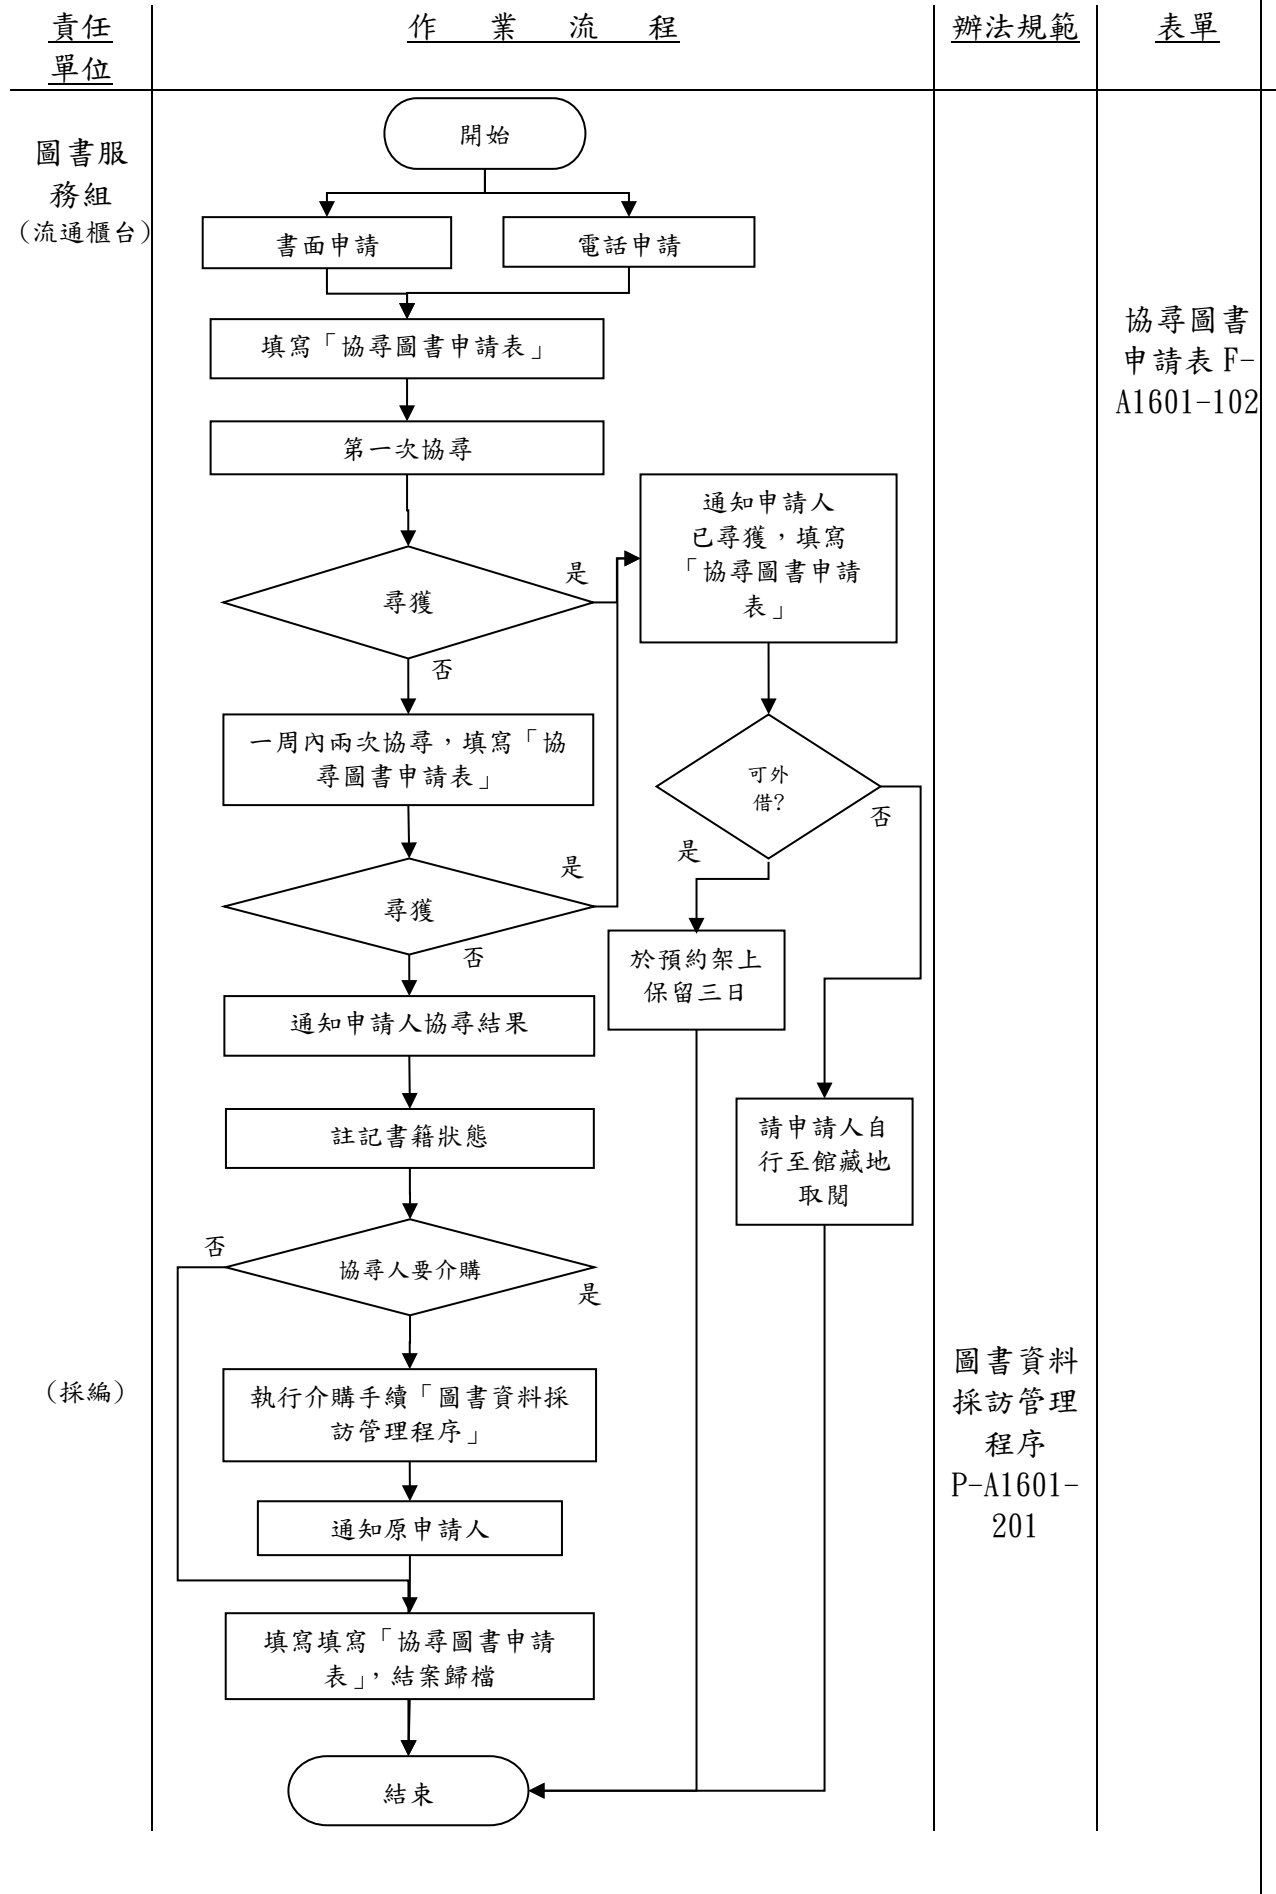 責任
單位
作業流程
辦法規範
表單
圖書服
務組
(流通櫃台)
開始
書面申請
電話申請
填寫「協尋圖書申請表」
協尋圖書
申請表 F-
A1601-102
第一次協尋
通知申請人
已尋獲，填寫
「協尋圖書申請
表」
尋獲
是
否
一周內兩次協尋，填寫「協
尋圖書申請表」
可外
借?
否
是
尋獲
是
否
於預約架上
保留三日
通知申請人協尋結果
註記書籍狀態
請申請人自
行至館藏地
取閱
協尋人要介購
否
是
(採編)
執行介購手續「圖書資料採
訪管理程序」
圖書資料
採訪管理
程序
P-A1601-
201
通知原申請人
填寫填寫「協尋圖書申請
表」，結案歸檔
結束